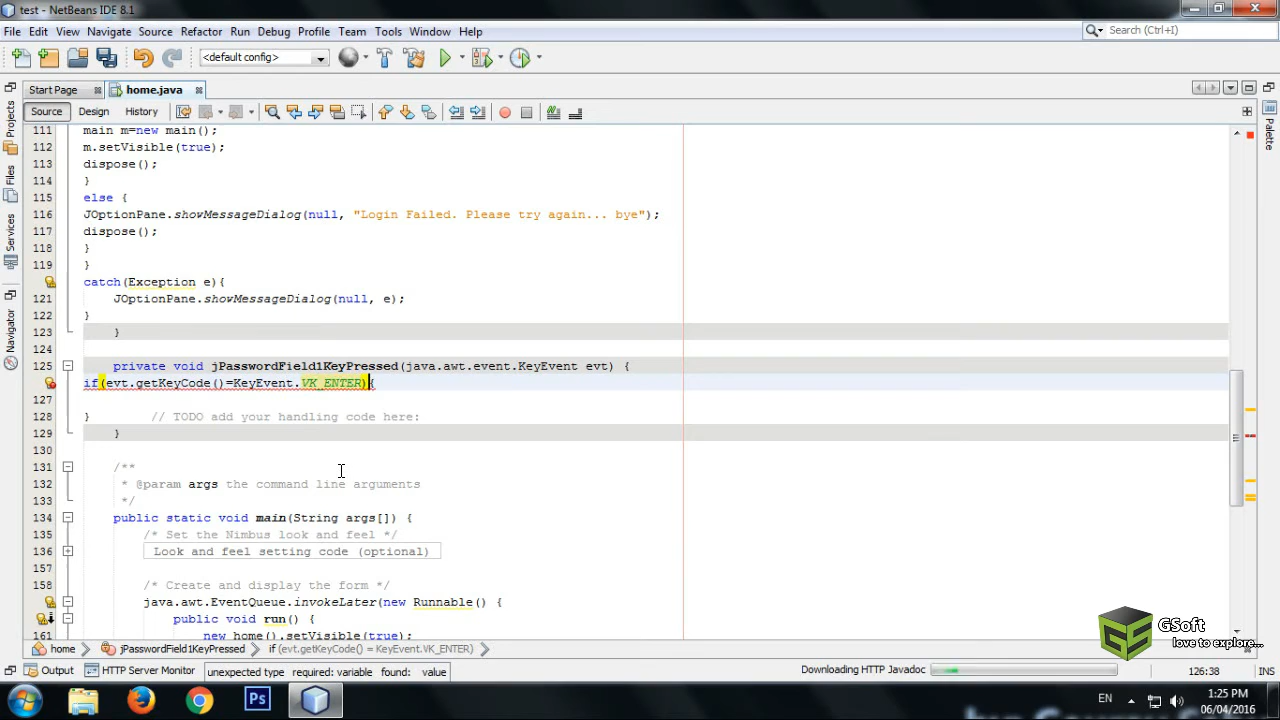 test - NetBeans IDE 8.1
File Edit View Navigate Source Refactor Run Debug Profile Team Tools Window Help
Search (Ctrl+I)
<default config>
Start Page home.java
Source Design History
Projects
Files
Services
Navigator
Palette
111 main m=new main();
112 m.setVisible(true);
113 dispose();
114 }
115 else {
116 JOptionPane.showMessageDialog(null, "Login Failed. Please try again... bye");
117 dispose();
118 }
119 }
catch(Exception e){
121 JOptionPane.showMessageDialog(null, e);
122 }
123 }
124
125 private void jPasswordField1KeyPressed(java.awt.event.KeyEvent evt) {
if(evt.getKeyCode()=KeyEvent.VK_ENTER){
127
128 } // TODO add your handling code here:
129 }
130
131 /**
132 * @param args the command line arguments
133 */
134 public static void main(String args[]) {
135 /* Set the Nimbus look and feel */
136 Look and feel setting code (optional)
157
158 /* Create and display the form */
java.awt.EventQueue.invokeLater(new Runnable() {
public void run() {
161 new home().setVisible(true);
GSoft
love to explore...
home jPasswordField1KeyPressed if (evt.getKeyCode() = KeyEvent.VK_ENTER)
Output HTTP Server Monitor unexpected type required: variable found: value Downloading HTTP Javadoc 126:38 INS
Ps
EN
1:25 PM
06/04/2016